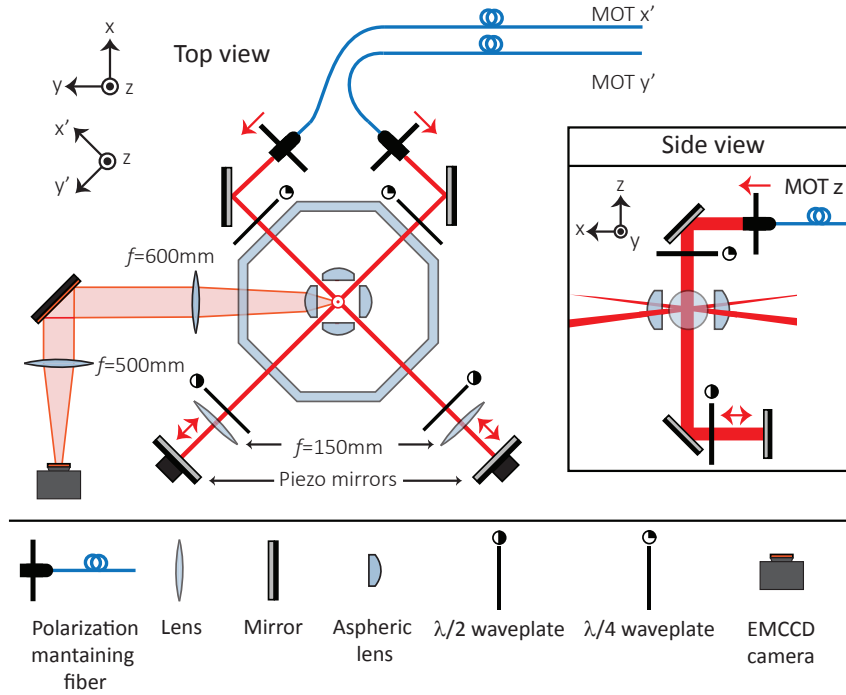 MOT x'
MOT y'
Top view
x
y
z
x'
z
y'
f=600mm
f=500mm
f=150mm
Piezo mirrors
Side view
MOT z
z
x
y
Polarization
mantaining
fiber
Lens
Mirror
Aspheric
lens
λ/2 waveplate
λ/4 waveplate
EMCCD
camera